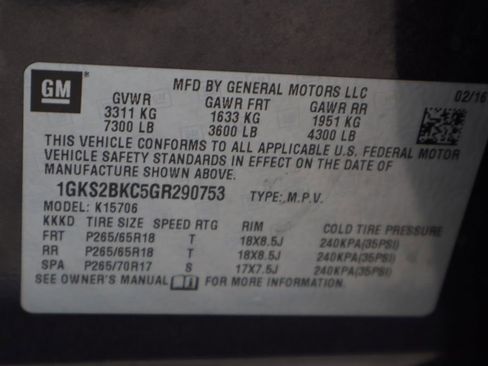 GM
MFD BY GENERAL MOTORS LLC
02/16
GVWR GAWR FRT GAWR RR
3311 KG 1633 KG 1951 KG
7300 LB 3600 LB 4300 LB
THIS VEHICLE CONFORMS TO ALL APPLICABLE U.S. FEDERAL MOTOR
VEHICLE SAFETY STANDARDS IN EFFECT ON THE DATE OF
MANUFACTURE SHOWN ABOVE.
1GKS2BKC5GR290753 TYPE: M.P.V.
MODEL: K15706
KKKD TIRE SIZE SPEED RTG RIM COLD TIRE PRESSURE
FRT P265/65R18 T 18X8.5J 240KPA(35PSI)
RR P265/65R18 T 18X8.5J 240KPA(35PSI)
SPA P265/70R17 S 17X7.5J 240KPA(35PSI)
SEE OWNER'S MANUAL FOR MORE INFORMATION.